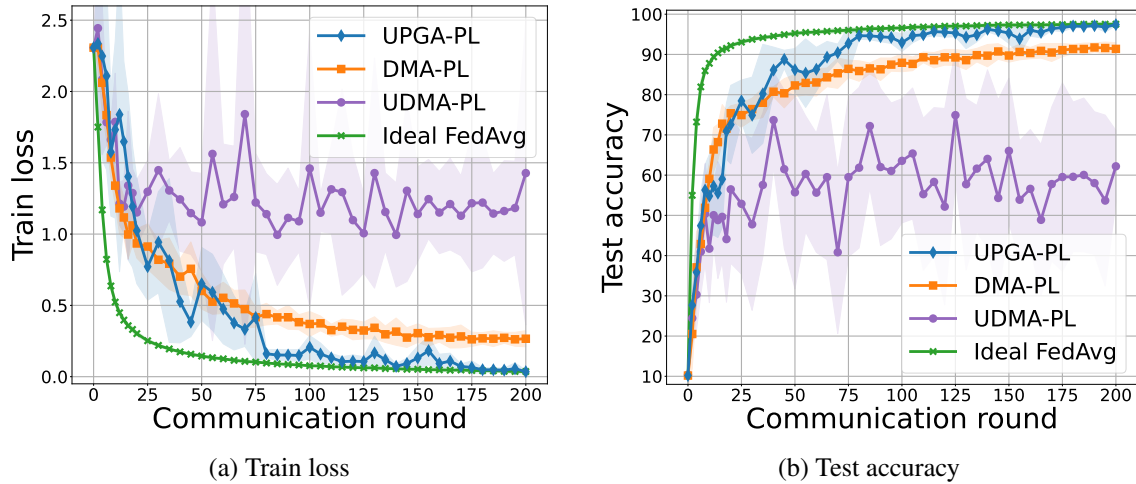 2.5
2.0
1.5
1.0
0.5
0.0
Train loss
UPGA-PL
DMA-PL
UDMA-PL
Ideal FedAvg
0 25 50 75 100 125 150 175 200
Communication round
(a) Train loss
100
90
80
70
60
50
40
30
20
10
Test accuracy
UPGA-PL
DMA-PL
UDMA-PL
Ideal FedAvg
0 25 50 75 100 125 150 175 200
Communication round
(b) Test accuracy